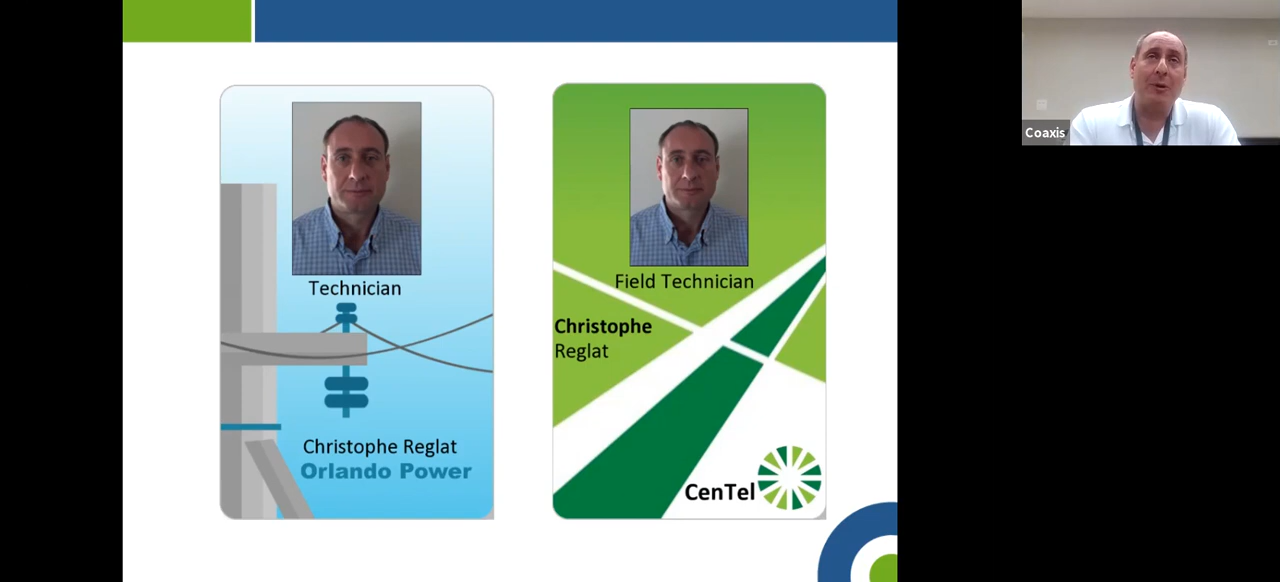 Technician
Christophe Reglat
Orlando Power
Field Technician
Christophe
Reglat
CenTel
Coaxis